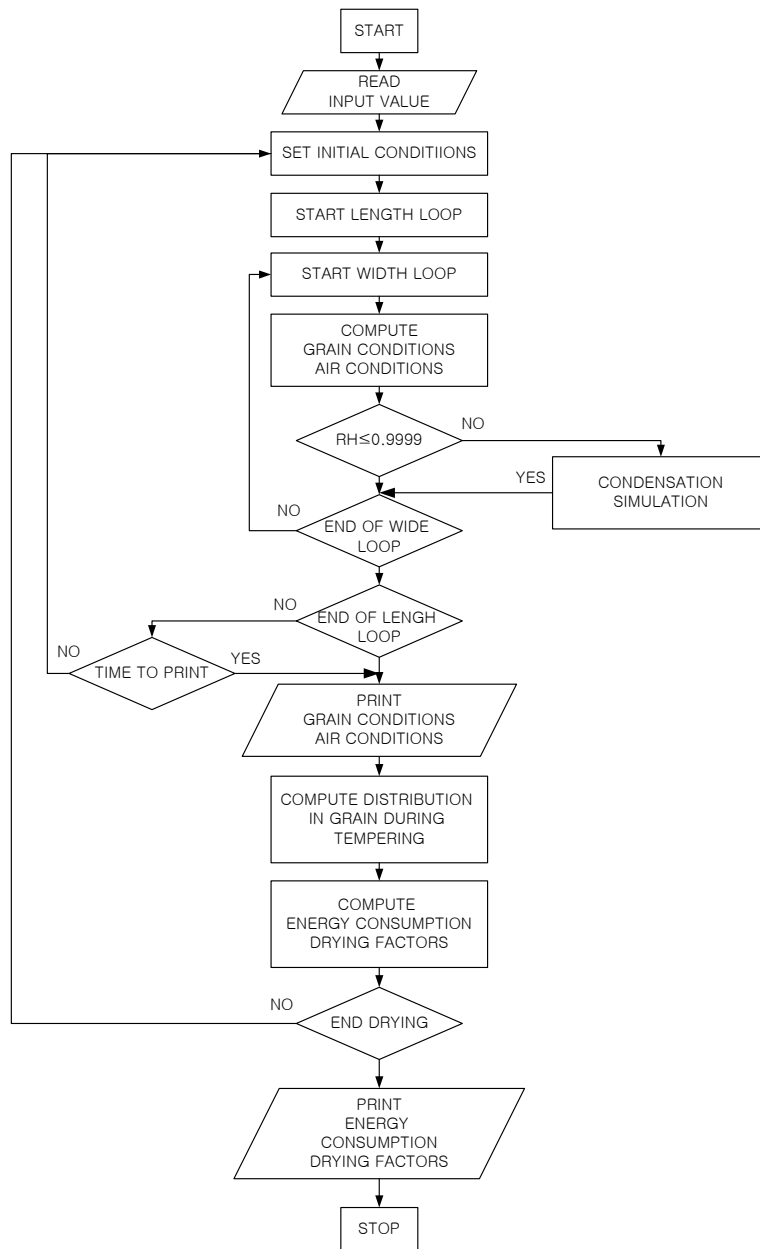 START
READ
INPUT VALUE
SET INITIAL CONDITIIONS
START LENGTH LOOP
START WIDTH LOOP
COMPUTE
GRAIN CONDITIONS
AIR CONDITIONS
RH≤0.9999
NO
YES
CONDENSATION
SIMULATION
NO
END OF WIDE
LOOP
NO
END OF LENGH
LOOP
NO
TIME TO PRINT
YES
PRINT
GRAIN CONDITIONS
AIR CONDITIONS
COMPUTE DISTRIBUTION
IN GRAIN DURING
TEMPERING
COMPUTE
ENERGY CONSUMPTION
DRYING FACTORS
NO
END DRYING
PRINT
ENERGY
CONSUMPTION
DRYING FACTORS
STOP